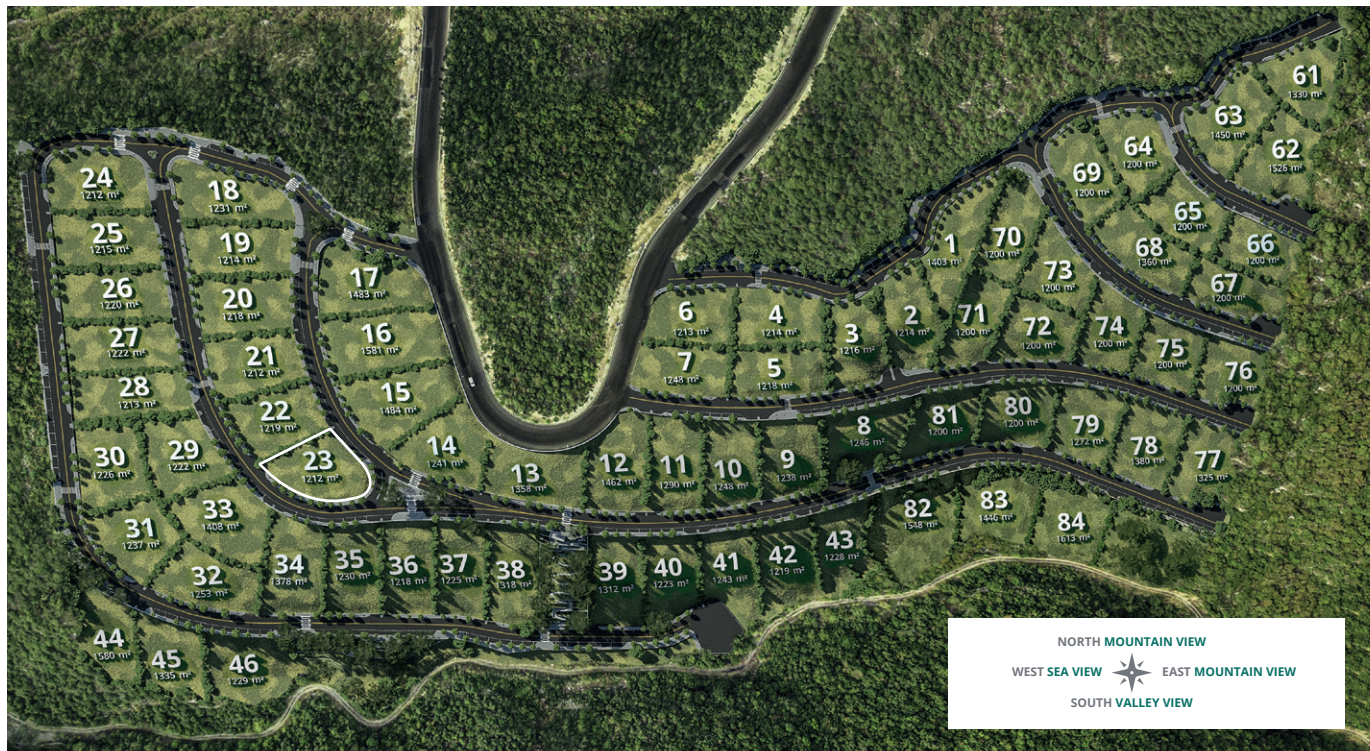 61
1330 m²
63
1450 m²
62
1526 m²
64
1200 m²
69
1200 m²
65
1200 m²
66
1200 m²
68
1360 m²
67
1200 m²
24
1212 m²
18
1231 m²
25
1215 m²
19
1214 m²
17
1483 m²
1
1403 m²
70
1200 m²
73
1200 m²
26
1220 m²
20
1218 m²
6
1213 m²
4
1214 m²
3
1216 m²
2
1214 m²
71
1200 m²
72
1200 m²
74
1200 m²
75
1200 m²
76
1200 m²
27
1222 m²
21
1212 m²
16
1581 m²
7
1248 m²
5
1218 m²
28
1213 m²
22
1219 m²
15
1484 m²
30
1226 m²
29
1222 m²
23
1212 m²
14
1241 m²
13
1358 m²
12
1462 m²
11
1290 m²
10
1248 m²
9
1238 m²
8
1246 m²
81
1200 m²
80
1200 m²
79
1272 m²
78
1380 m²
77
1325 m²
31
1237 m²
33
1408 m²
82
1548 m²
83
1446 m²
84
1613 m²
32
1253 m²
34
1378 m²
35
1230 m²
36
1218 m²
37
1225 m²
38
1318 m²
39
1312 m²
40
1223 m²
41
1243 m²
42
1219 m²
43
1228 m²
44
1580 m²
45
1335 m²
46
1229 m²
NORTH MOUNTAIN VIEW
WEST SEA VIEW EAST MOUNTAIN VIEW
SOUTH VALLEY VIEW